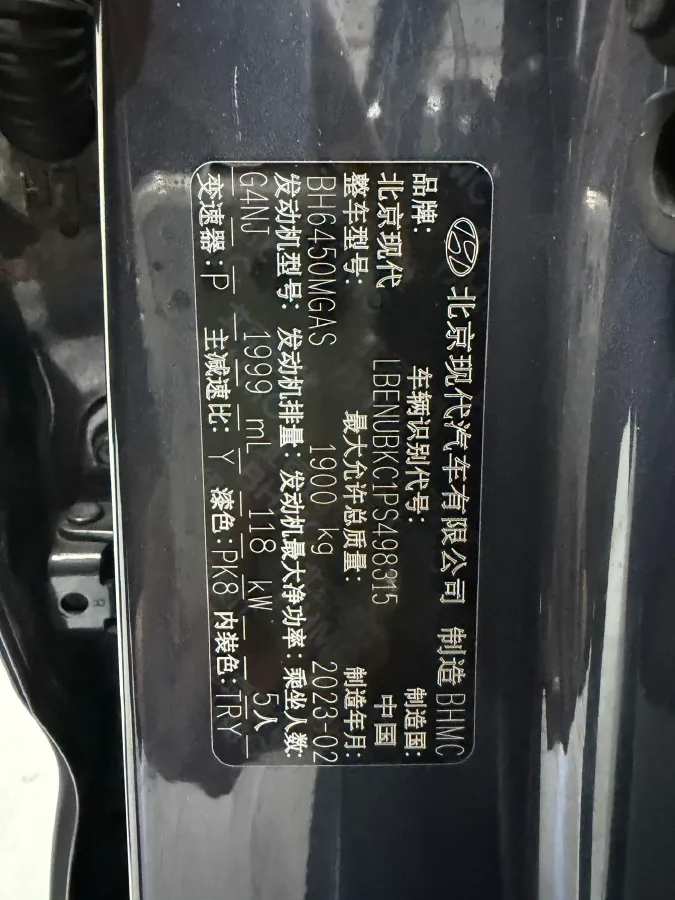 北京现代汽车有限公司 制造 BHMC
品牌: 车辆识别代号: 制造国:
北京现代 LBENUBKC1PS498315 中国
整车型号: 最大允许总质量: 制造年月:
BH6450MGAS 1900 kg 2023-02
发动机型号: 发动机排量: 发动机最大净功率: 乘坐人数:
G4NJ 1999 mL 118 kW 5人
变速器: P 主减速比: Y 漆色: PK8 内装色: TRY